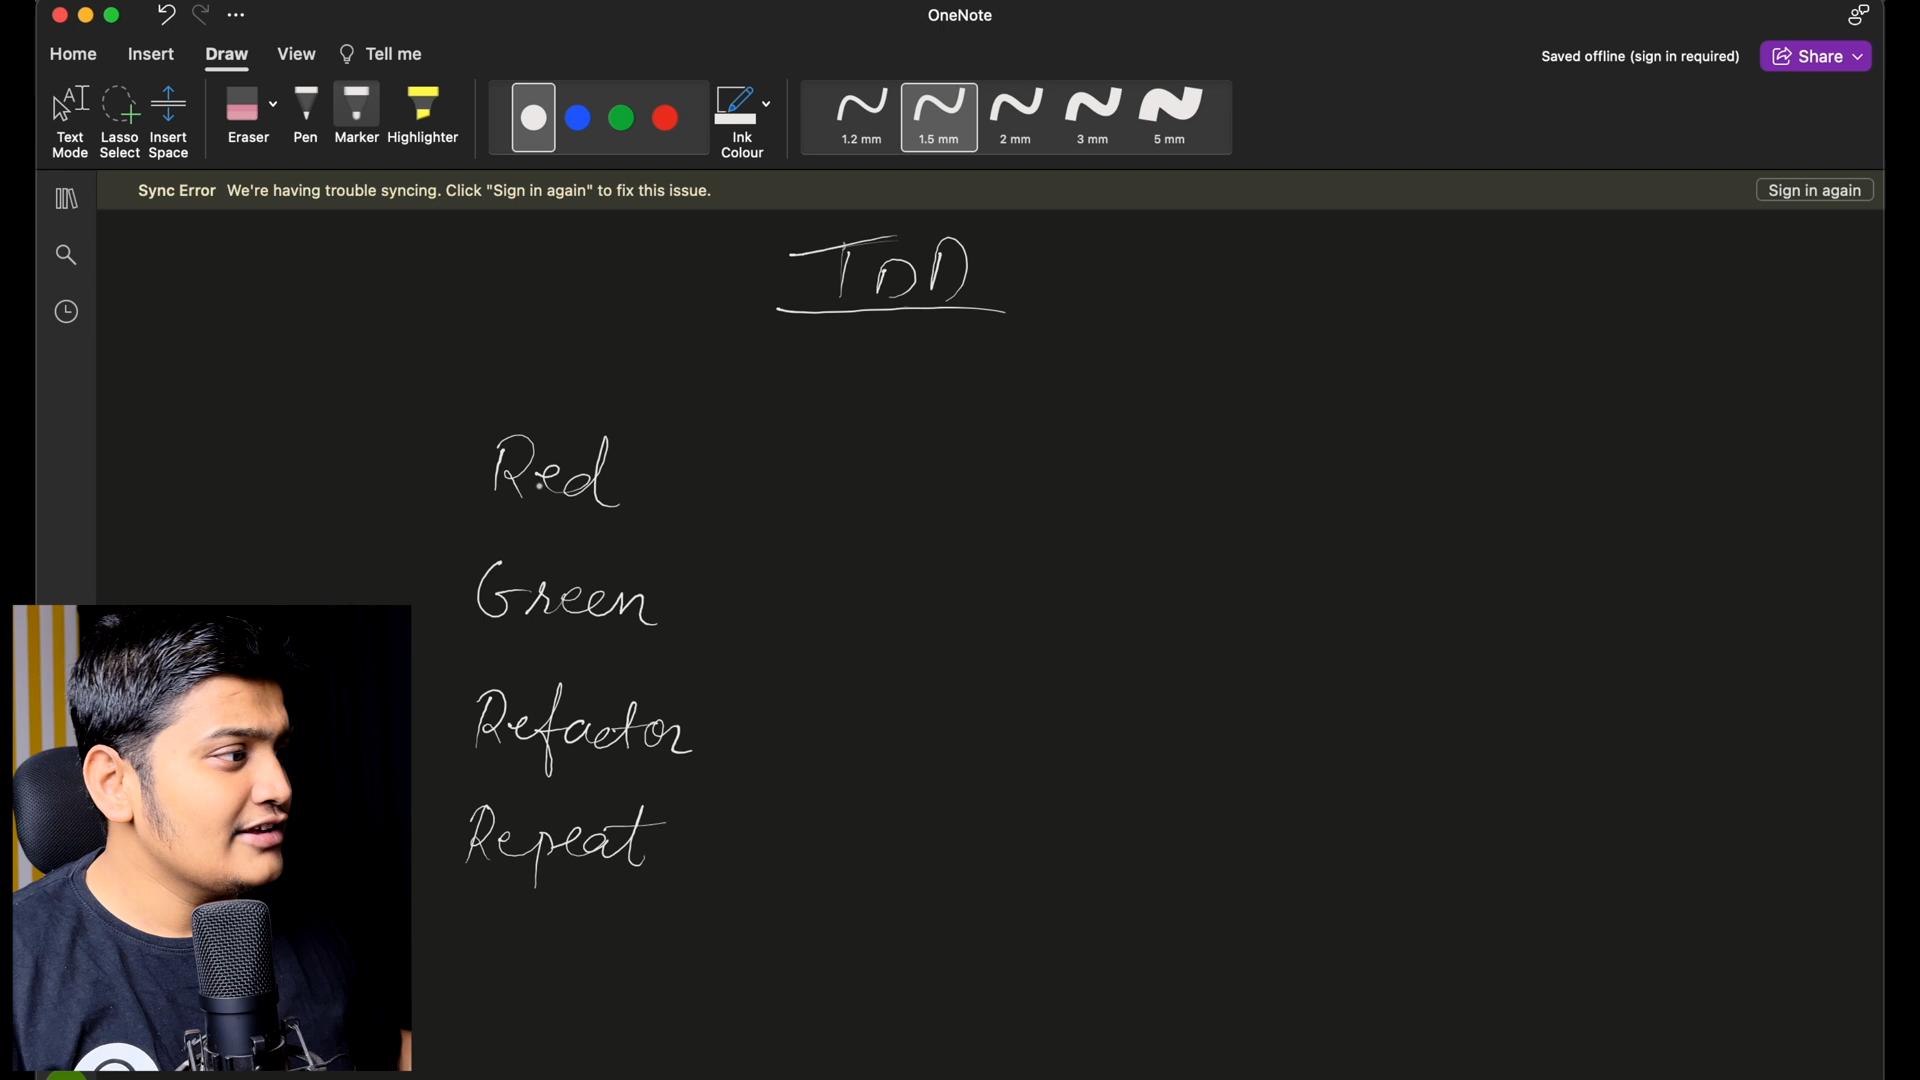 OneNote
Home Insert Draw View Tell me
Saved offline (sign in required) Share
Text Mode
Lasso Select
Insert Space
Eraser
Pen
Marker
Highlighter
Ink Colour
1.2 mm
1.5 mm
2 mm
3 mm
5 mm
Sync Error We're having trouble syncing. Click "Sign in again" to fix this issue. Sign in again
TDD
Red
Green
Refactor
Repeat